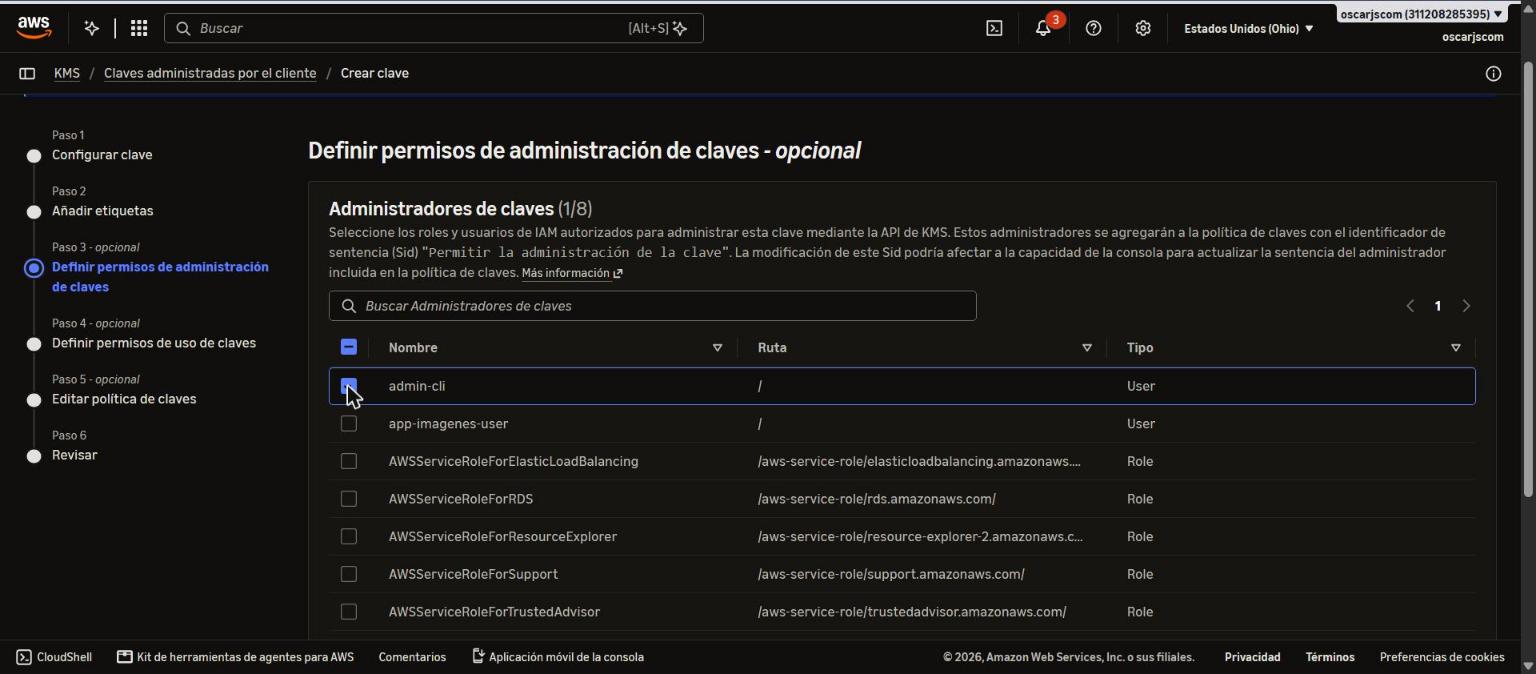 aws
Buscar [Alt+S]
3
Estados Unidos (Ohio) ▼
oscarjscom (311208285395) ▼
oscarjscom
KMS / Claves administradas por el cliente / Crear clave
Paso 1
Configurar clave
Paso 2
Añadir etiquetas
Paso 3 - opcional
Definir permisos de administración
de claves
Paso 4 - opcional
Definir permisos de uso de claves
Paso 5 - opcional
Editar política de claves
Paso 6
Revisar
Definir permisos de administración de claves - opcional
Administradores de claves (1/8)
Seleccione los roles y usuarios de IAM autorizados para administrar esta clave mediante la API de KMS. Estos administradores se agregarán a la política de claves con el identificador de
sentencia (Sid) "Permitir la administración de la clave". La modificación de este Sid podría afectar a la capacidad de la consola para actualizar la sentencia del administrador
incluida en la política de claves. Más información
Buscar Administradores de claves
1
Nombre Ruta Tipo
admin-cli / User
app-imagenes-user / User
AWSServiceRoleForElasticLoadBalancing /aws-service-role/elasticloadbalancing.amazonaws.... Role
AWSServiceRoleForRDS /aws-service-role/rds.amazonaws.com/ Role
AWSServiceRoleForResourceExplorer /aws-service-role/resource-explorer-2.amazonaws.c... Role
AWSServiceRoleForSupport /aws-service-role/support.amazonaws.com/ Role
AWSServiceRoleForTrustedAdvisor /aws-service-role/trustedadvisor.amazonaws.com/ Role
CloudShell Kit de herramientas de agentes para AWS Comentarios Aplicación móvil de la consola © 2026, Amazon Web Services, Inc. o sus filiales. Privacidad Términos Preferencias de cookies